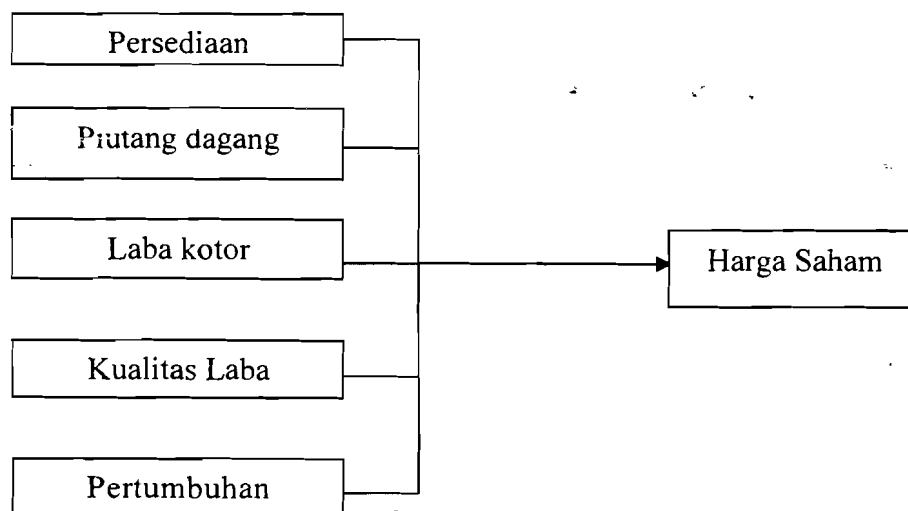 Persediaan
Piutang dagang
Laba kotor
Harga Saham
Kualitas Laba
Pertumbuhan